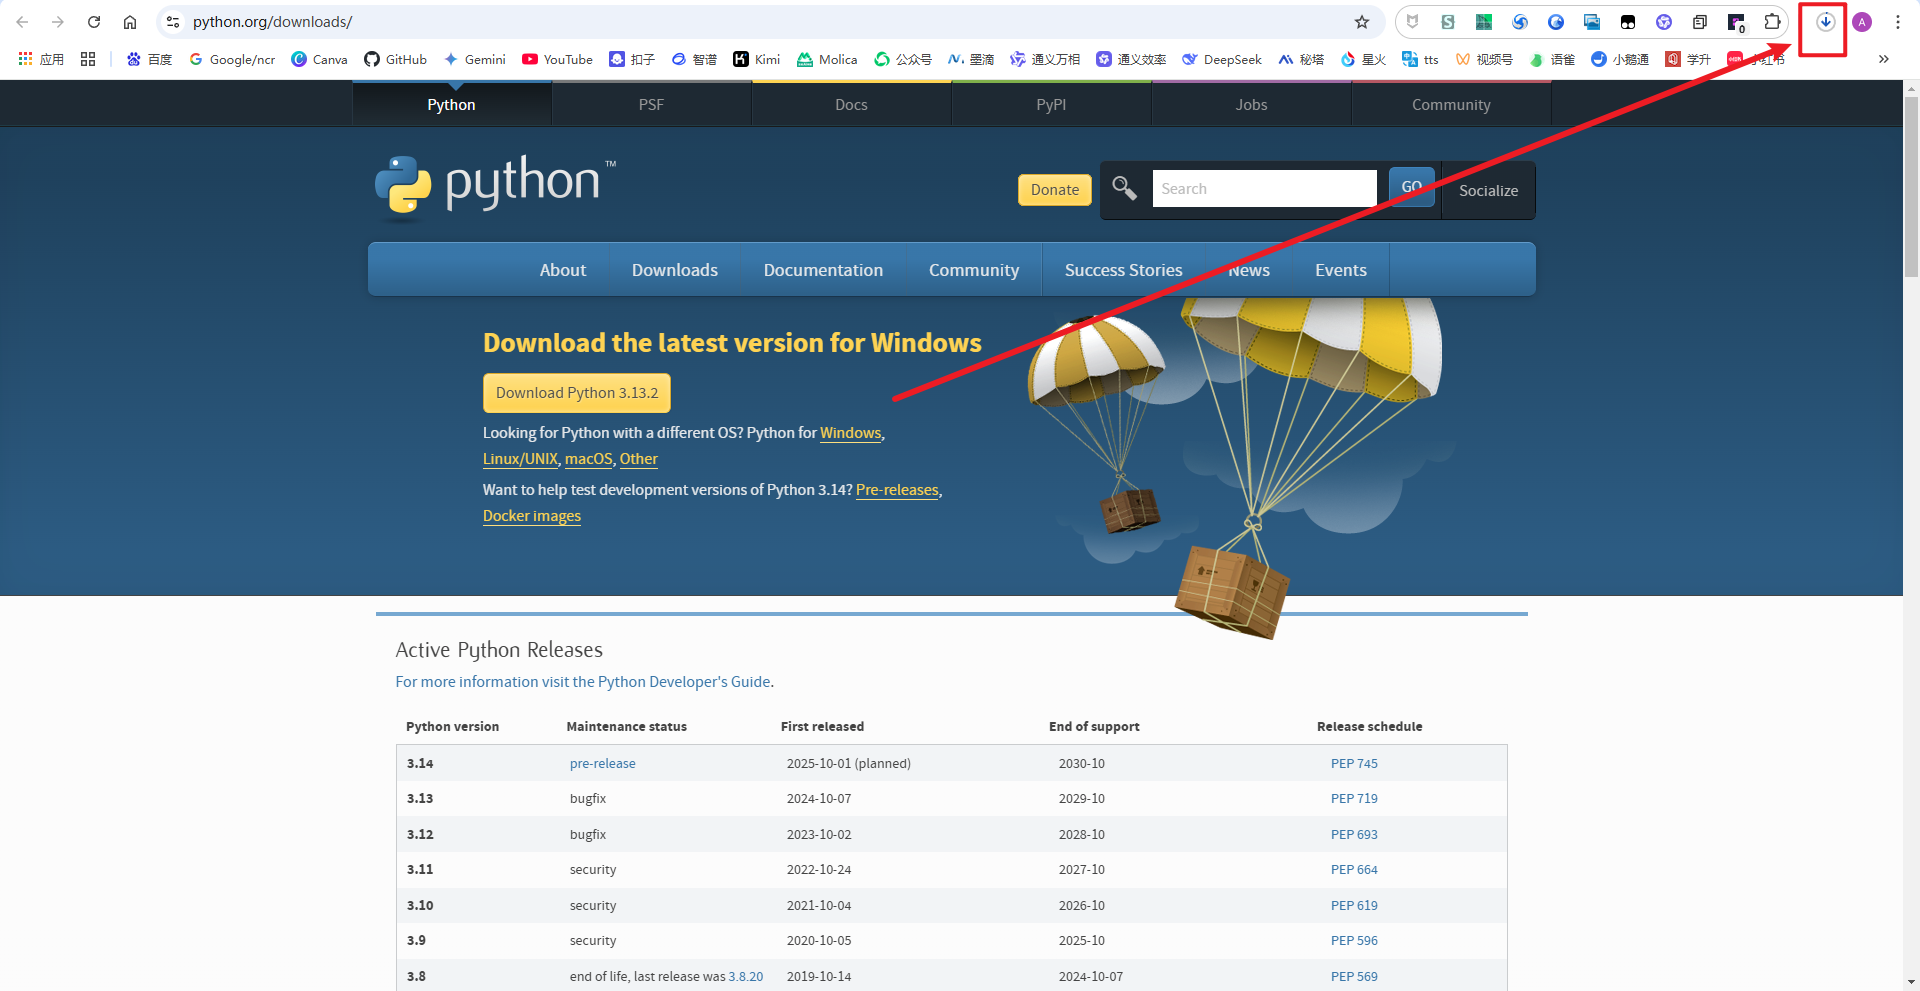 python.org/downloads/
0
A
应用
百度
Google/ncr
Canva
GitHub
Gemini
YouTube
扣子
智谱
Kimi
Molica
公众号
墨滴
通义万相
通义效率
DeepSeek
秘塔
星火
tts
视频号
语雀
小鹅通
学升
小红书
Python
PSF
Docs
PyPI
Jobs
Community
python™
Donate
Search
GO
Socialize
About
Downloads
Documentation
Community
Success Stories
News
Events
Download the latest version for Windows
Download Python 3.13.2
Looking for Python with a different OS? Python for Windows,
Linux/UNIX, macOS, Other
Want to help test development versions of Python 3.14? Pre-releases,
Docker images
Active Python Releases
For more information visit the Python Developer's Guide.
Python version Maintenance status First released End of support Release schedule
3.14 pre-release 2025-10-01 (planned) 2030-10 PEP 745
3.13 bugfix 2024-10-07 2029-10 PEP 719
3.12 bugfix 2023-10-02 2028-10 PEP 693
3.11 security 2022-10-24 2027-10 PEP 664
3.10 security 2021-10-04 2026-10 PEP 619
3.9 security 2020-10-05 2025-10 PEP 596
3.8 end of life, last release was 3.8.20 2019-10-14 2024-10-07 PEP 569